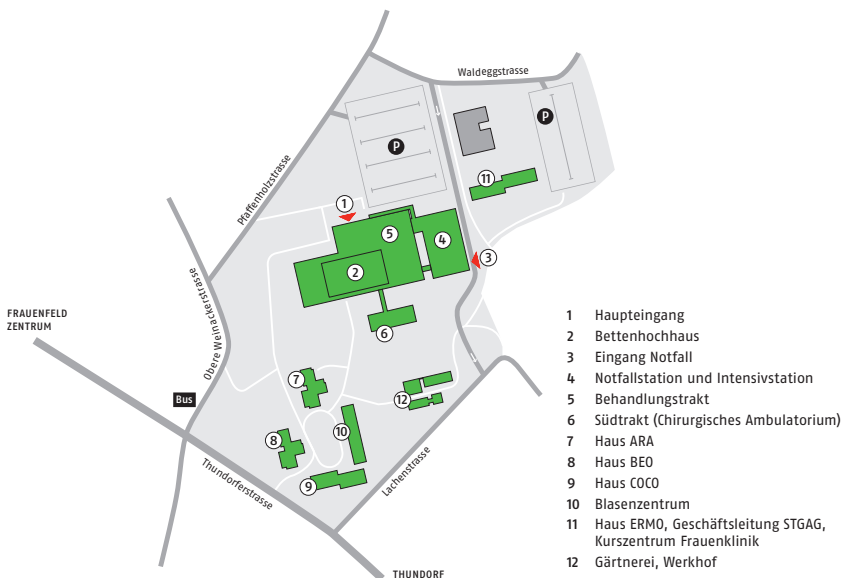 Waldeggstrasse
P
P
Pfaffenholzstrasse
11
1
5
4
3
2
Obere Weinackerstrasse
FRAUENFELD
ZENTRUM
6
7
Bus
12
8
10
9
Thundorferstrasse
Lachenstrasse
THUNDORF
1 Haupteingang
2 Bettenhochhaus
3 Eingang Notfall
4 Notfallstation und Intensivstation
5 Behandlungstrakt
6 Südtrakt (Chirurgisches Ambulatorium)
7 Haus ARA
8 Haus BEO
9 Haus COCO
10 Blasenzentrum
11 Haus ERMO, Geschäftsleitung STGAG,
Kurszentrum Frauenklinik
12 Gärtnerei, Werkhof